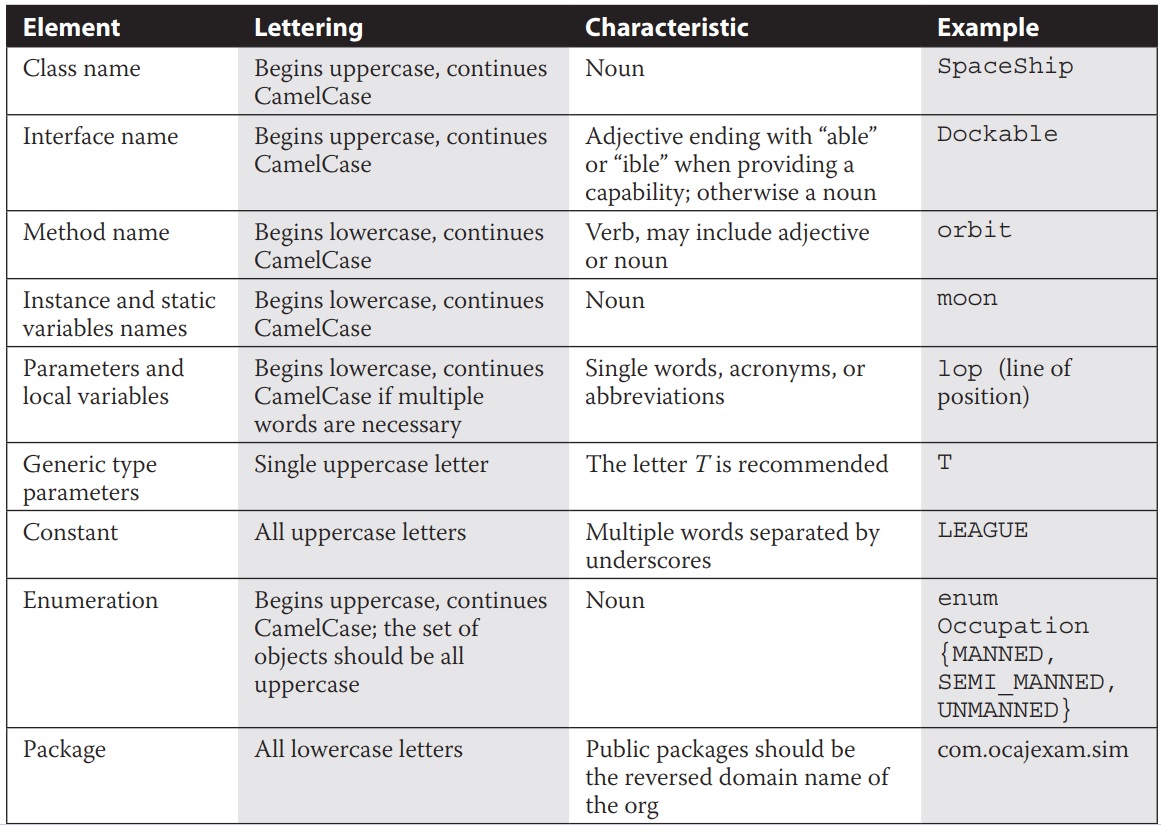 Element Lettering Characteristic Example
Class name Begins uppercase, continues Noun SpaceShip
CamelCase
Interface name Begins uppercase, continues Adjective ending with “able” Dockable
CamelCase or “ible” when providing a
capability; otherwise a noun
Method name Begins lowercase, continues Verb, may include adjective orbit
CamelCase or noun
Instance and static Begins lowercase, continues Noun moon
variables names CamelCase
Parameters and Begins lowercase, continues Single words, acronyms, or lop (line of
local variables CamelCase if multiple abbreviations position)
words are necessary
Generic type Single uppercase letter The letter T is recommended T
parameters
Constant All uppercase letters Multiple words separated by LEAGUE
underscores
Enumeration Begins uppercase, continues Noun enum
CamelCase; the set of Occupation
objects should be all {MANNED,
uppercase SEMI_MANNED,
UNMANNED}
Package All lowercase letters Public packages should be com.ocajexam.sim
the reversed domain name of
the org